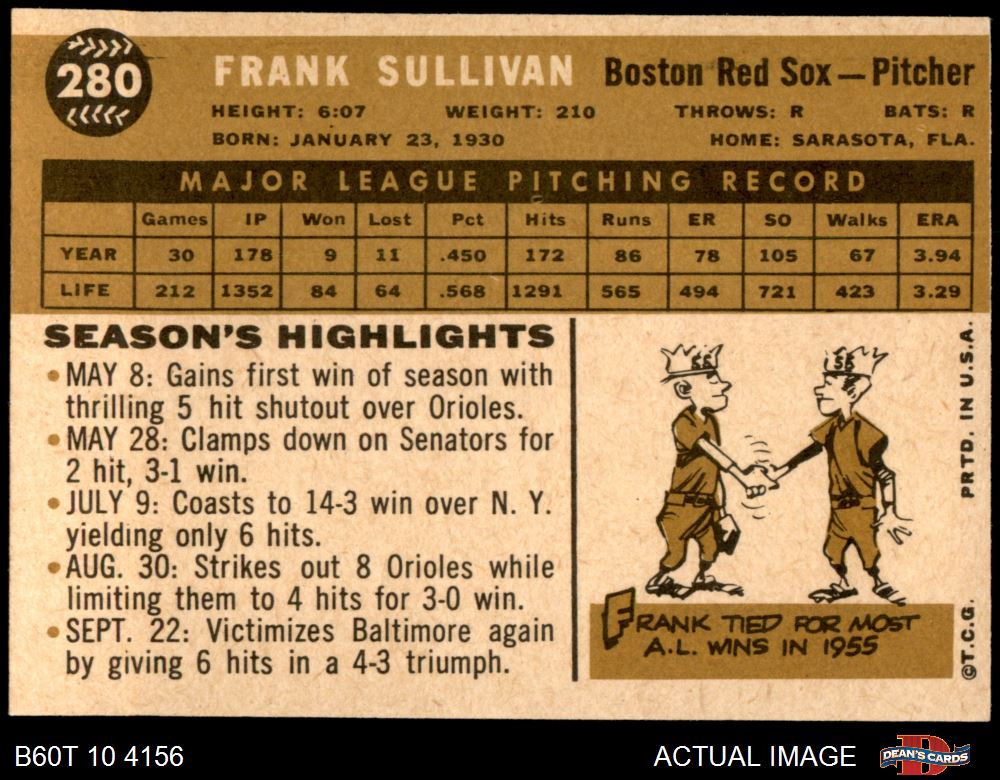 280
FRANK SULLIVAN Boston Red Sox — Pitcher
HEIGHT: 6:07 WEIGHT: 210 THROWS: R BATS: R
BORN: JANUARY 23, 1930 HOME: SARASOTA, FLA.
MAJOR LEAGUE PITCHING RECORD
Games IP Won Lost Pct Hits Runs ER SO Walks ERA
YEAR 30 178 9 11 .450 172 86 78 105 67 3.94
LIFE 212 1352 84 64 .568 1291 565 494 721 423 3.29
SEASON'S HIGHLIGHTS
• MAY 8: Gains first win of season with
thrilling 5 hit shutout over Orioles.
• MAY 28: Clamps down on Senators for
2 hit, 3-1 win.
• JULY 9: Coasts to 14-3 win over N. Y.
yielding only 6 hits.
• AUG. 30: Strikes out 8 Orioles while
limiting them to 4 hits for 3-0 win.
• SEPT. 22: Victimizes Baltimore again
by giving 6 hits in a 4-3 triumph.
55 55
FRANK TIED FOR MOST
A.L. WINS IN 1955
©T.C.G. PRTD. IN U.S.A.
B60T 10 4156 ACTUAL IMAGE
DEAN'S CARDS